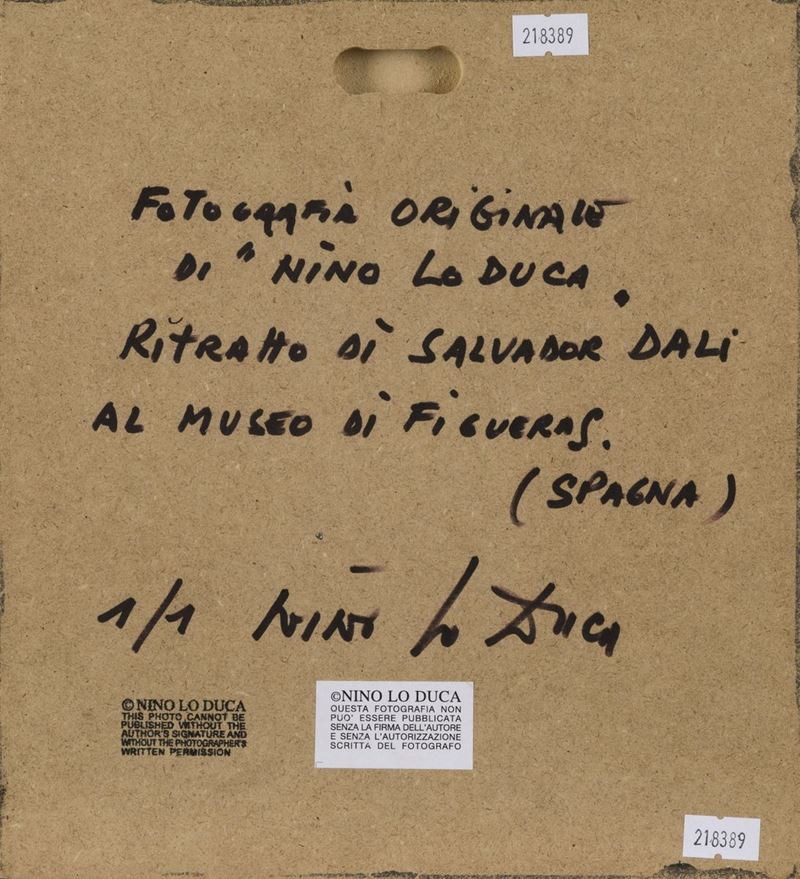 218389
FOTOGRAFIA ORIGINALE
DI "NINO LO DUCA"
RITRATTO DI SALVADOR DALI
AL MUSEO DI FIGUERAS.
(SPAGNA)
1/1 NINO LO DUCA
©NINO LO DUCA
THIS PHOTO CANNOT BE
PUBLISHED WITHOUT THE
AUTHOR'S SIGNATURE AND
WITHOUT THE PHOTOGRAPHER'S
WRITTEN PERMISSION
©NINO LO DUCA
QUESTA FOTOGRAFIA NON
PUO' ESSERE PUBBLICATA
SENZA LA FIRMA DELL'AUTORE
E SENZA L'AUTORIZZAZIONE
SCRITTA DEL FOTOGRAFO
218389